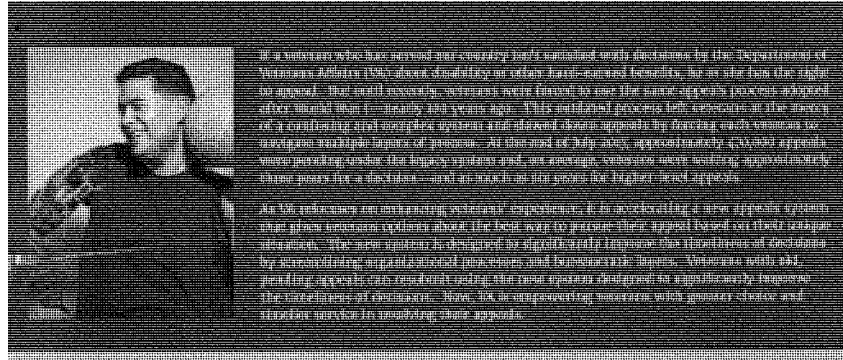 If a veteran who has served our country isn't satisfied with decisions by the Department of
Veterans Affairs (VA) about disability or other hard-earned benefits, he or she has the right
to appeal. But until recently, veterans were forced to use the same appeals process adopted
after World War I nearly 100 years ago. This outdated process left veterans at the mercy
of a confusing and complex system and slowed down appeals by forcing each veteran to
navigate multiple layers of process. At the end of July 2017, approximately 470,000 appeals
were pending under the legacy system and, on average, veterans were waiting approximately
three years for a decision and as much as six years for higher level appeals.
As VA refocuses on enhancing veterans' experience, it is accelerating a new appeals system
that gives veterans options about the best way to pursue their appeal based on their unique
situation. The new system is designed to significantly improve the timeliness of decisions
by streamlining organizational processes and bureaucratic layers. Veterans with old,
pending appeals can resubmit using the new system designed to significantly improve
the timeliness of decisions. Now, VA is empowering veterans with greater choice and
timelier service in resolving their appeals.